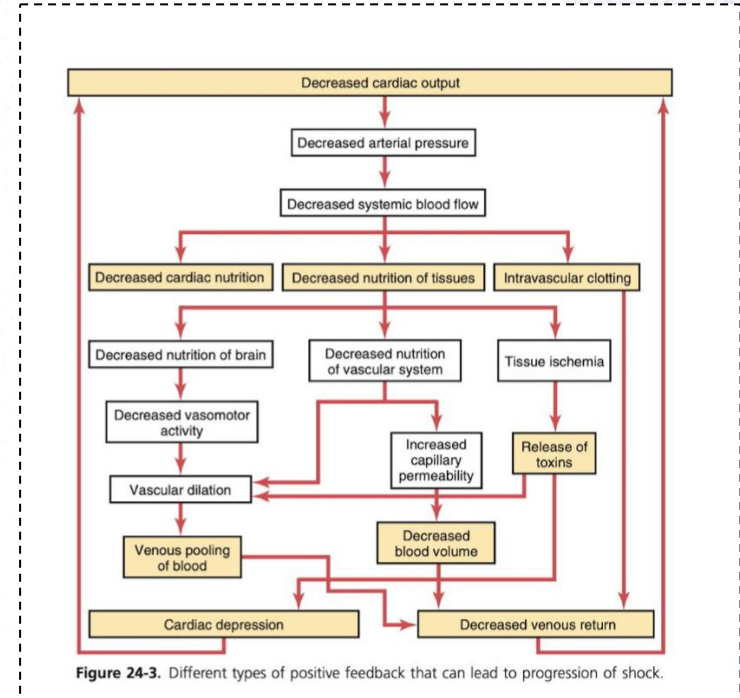 Decreased cardiac output
Decreased arterial pressure
Decreased systemic blood flow
Decreased cardiac nutrition
Decreased nutrition of tissues
Intravascular clotting
Decreased nutrition of brain
Decreased nutrition
of vascular system
Tissue ischemia
Decreased vasomotor
activity
Increased
capillary
permeability
Release of
toxins
Vascular dilation
Venous pooling
of blood
Decreased
blood volume
Cardiac depression
Decreased venous return
Figure 24-3. Different types of positive feedback that can lead to progression of shock.